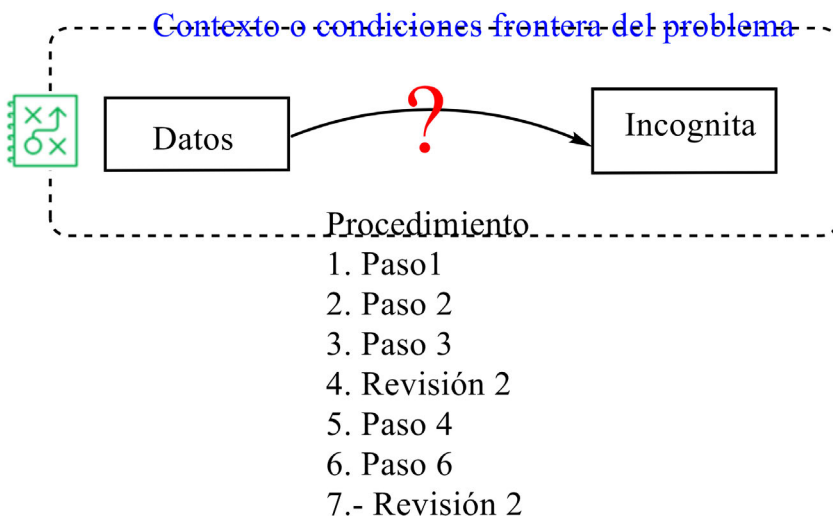 Contexto o condiciones frontera del problema
Datos
?
Incognita
Procedimiento
1. Paso1
2. Paso 2
3. Paso 3
4. Revisión 2
5. Paso 4
6. Paso 6
7.- Revisión 2